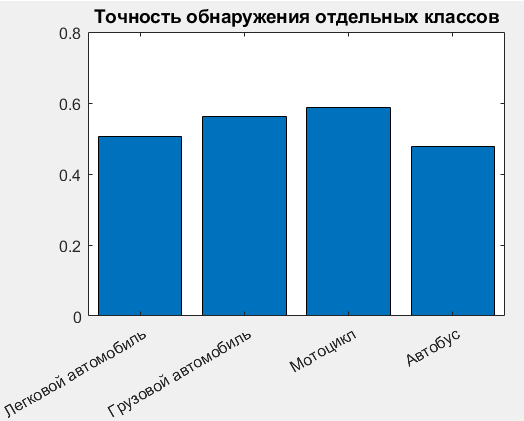 Точность обнаружения отдельных классов
0.8
0.6
0.4
0.2
0
Легковой автомобиль
Грузовой автомобиль
Мотоцикл
Автобус